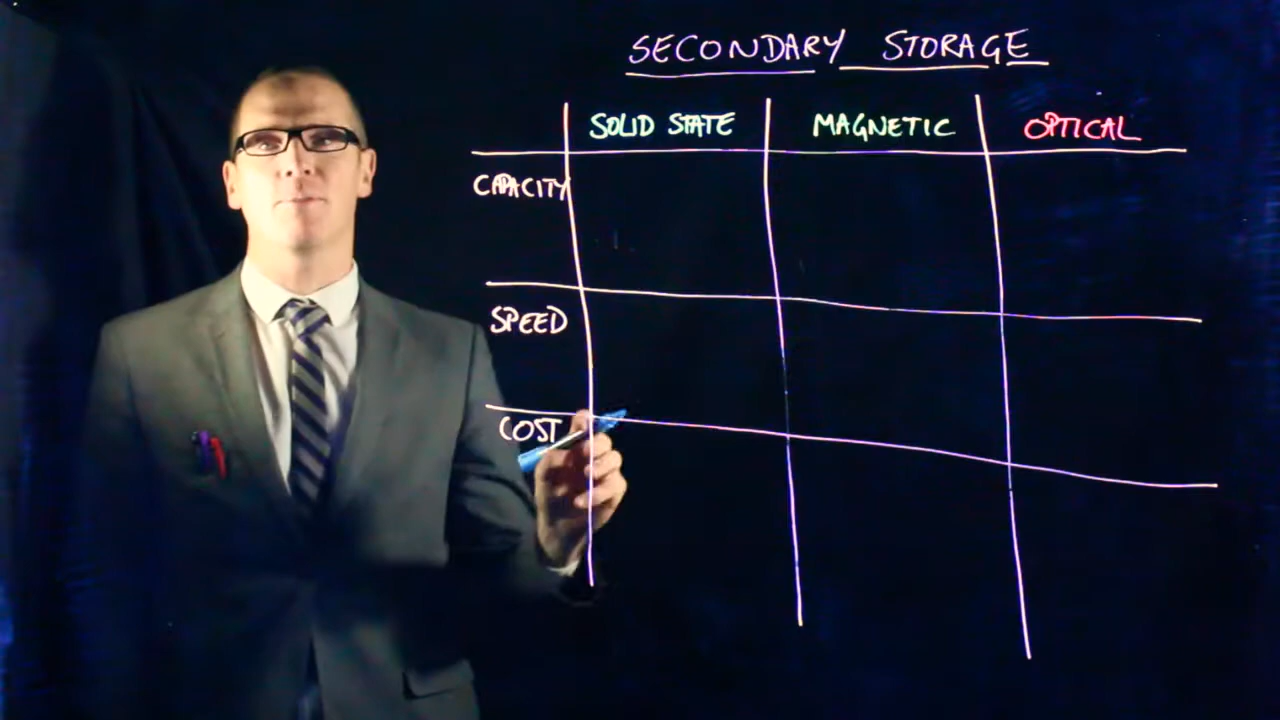 SECONDARY STORAGE
SOLID STATE MAGNETIC OPTICAL
CAPACITY
SPEED
COST